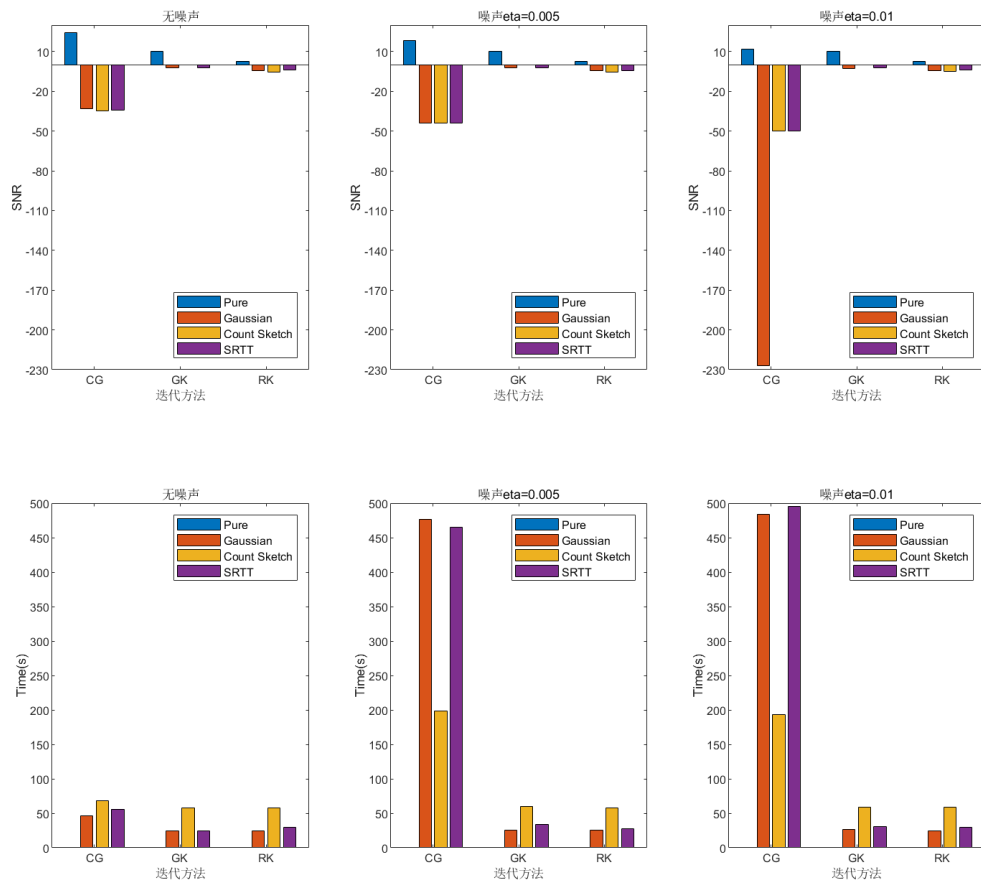 无噪声
10
-20
-50
-80
-110
-140
-170
-200
-230
SNR
CG
GK
RK
迭代方法
Pure
Gaussian
Count Sketch
SRTT
噪声eta=0.005
10
-20
-50
-80
-110
-140
-170
-200
-230
SNR
CG
GK
RK
迭代方法
Pure
Gaussian
Count Sketch
SRTT
噪声eta=0.01
10
-20
-50
-80
-110
-140
-170
-200
-230
SNR
CG
GK
RK
迭代方法
Pure
Gaussian
Count Sketch
SRTT
无噪声
500
450
400
350
300
250
200
150
100
50
0
Time(s)
CG
GK
RK
迭代方法
Pure
Gaussian
Count Sketch
SRTT
噪声eta=0.005
500
450
400
350
300
250
200
150
100
50
0
Time(s)
CG
GK
RK
迭代方法
Pure
Gaussian
Count Sketch
SRTT
噪声eta=0.01
500
450
400
350
300
250
200
150
100
50
0
Time(s)
CG
GK
RK
迭代方法
Pure
Gaussian
Count Sketch
SRTT